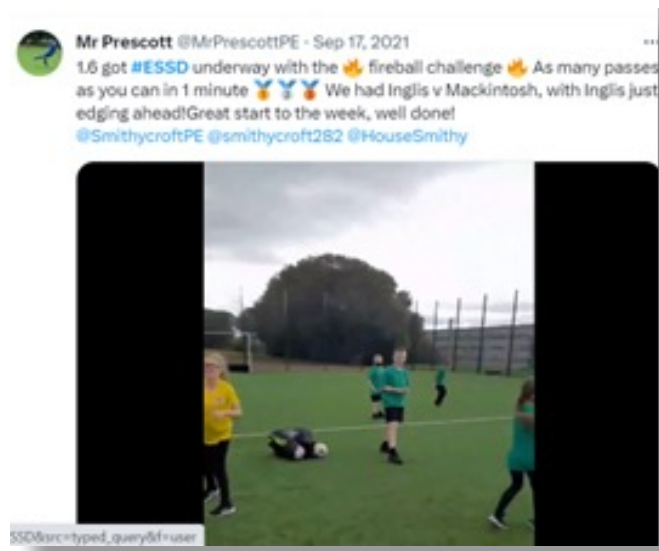 Mr Prescott @MrPrescottPE · Sep 17, 2021
1.6 got #ESSD underway with the 🔥 fireball challenge 🔥 As many passes
as you can in 1 minute 🥇🥈🥉 We had Inglis v Mackintosh, with Inglis just
edging ahead!Great start to the week, well done!
@SmithycroftPE @smithycroft282 @HouseSmithy
SSD&src=typed_query&f=user